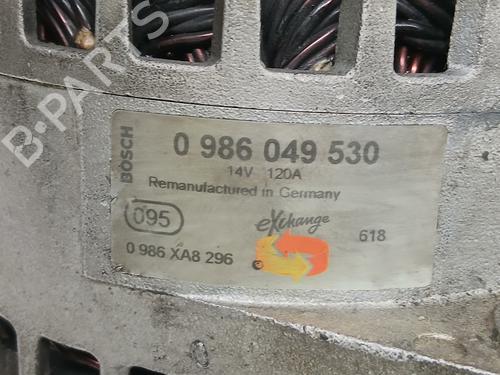 B-PARTS
BOSCH
0 986 049 530
14V 120A
Remanufactured in Germany
095
eXchange
618
0 986 XA8 296